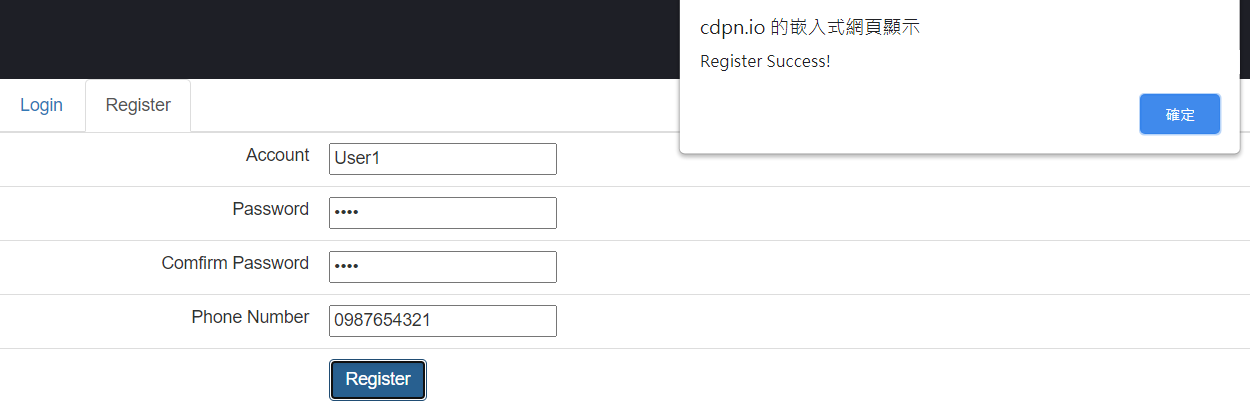 cdpn.io 的嵌入式網頁顯示
Register Success!
確定
Login
Register
Account
User1
Password
••••
Comfirm Password
••••
Phone Number
0987654321
Register